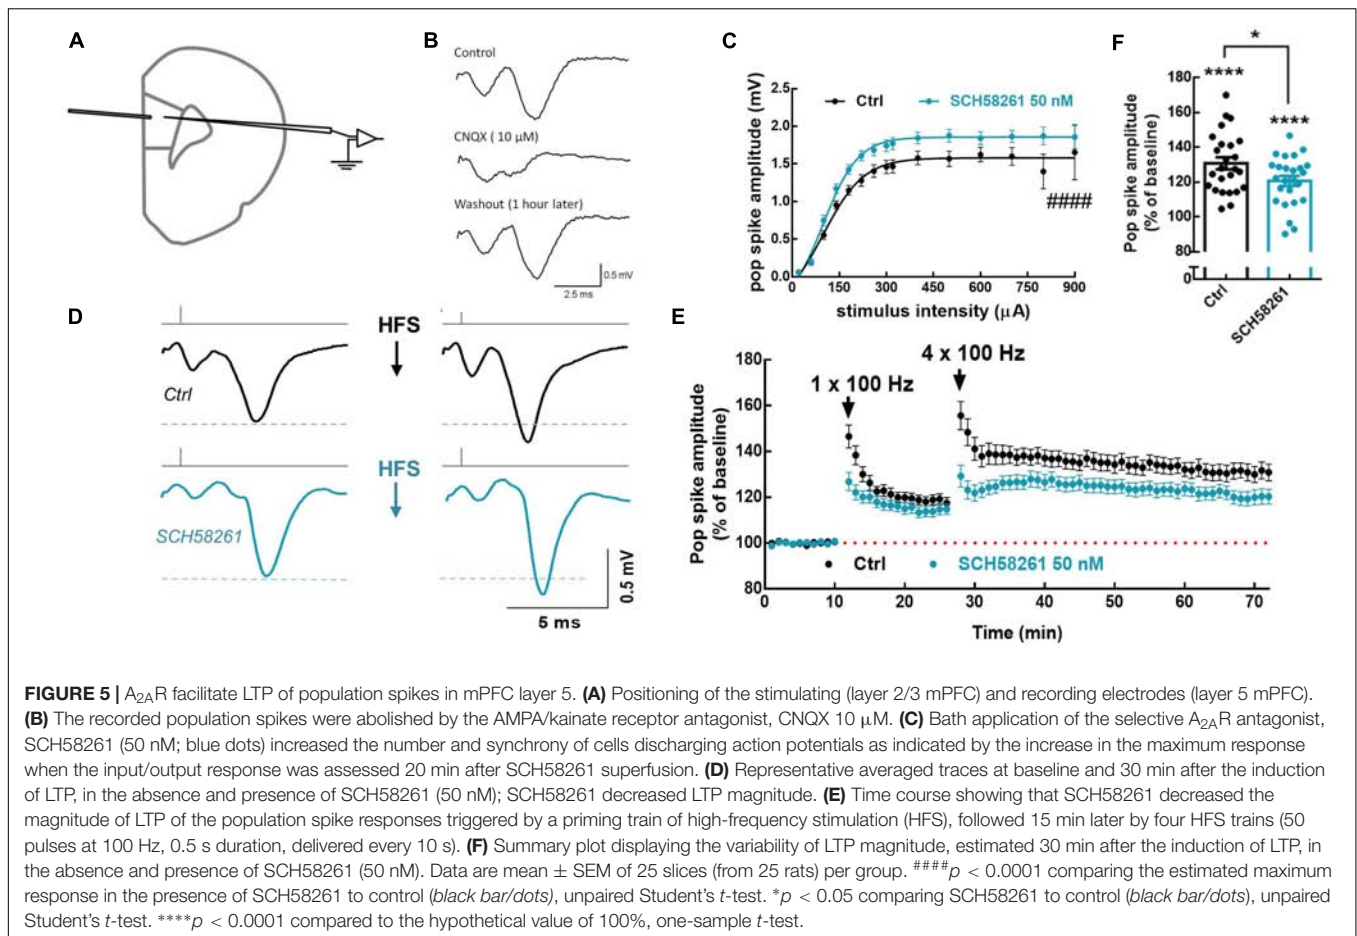 A
B
Control
CNQX ( 10 µM)
Washout (1 hour later)
0.5 mV
2.5 ms
C
Ctrl
SCH58261 50 nM
pop spike amplitude (mV)
2.5
2.0
1.5
1.0
0.5
0.0
0
150
300
450
600
750
900
stimulus intensity (µM)
####
F
*
****
****
Pop spike amplitude
(% of baseline)
180
160
140
120
100
80
0
Ctrl
SCH58261
D
HFS
Ctrl
HFS
SCH58261
0.5 mV
5 ms
E
4 x 100 Hz
1 x 100 Hz
Pop spike amplitude
(% of baseline)
180
160
140
120
100
80
Ctrl
SCH58261 50 nM
0
10
20
30
40
50
60
70
Time (min)
FIGURE 5 | A2AR facilitate LTP of population spikes in mPFC layer 5. (A) Positioning of the stimulating (layer 2/3 mPFC) and recording electrodes (layer 5 mPFC).
(B) The recorded population spikes were abolished by the AMPA/kainate receptor antagonist, CNQX 10 µM. (C) Bath application of the selective A2AR antagonist,
SCH58261 (50 nM; blue dots) increased the number and synchrony of cells discharging action potentials as indicated by the increase in the maximum response
when the input/output response was assessed 20 min after SCH58261 superfusion. (D) Representative averaged traces at baseline and 30 min after the induction
of LTP, in the absence and presence of SCH58261 (50 nM); SCH58261 decreased LTP magnitude. (E) Time course showing that SCH58261 decreased the
magnitude of LTP of the population spike responses triggered by a priming train of high-frequency stimulation (HFS), followed 15 min later by four HFS trains (50
pulses at 100 Hz, 0.5 s duration, delivered every 10 s). (F) Summary plot displaying the variability of LTP magnitude, estimated 30 min after the induction of LTP, in
the absence and presence of SCH58261 (50 nM). Data are mean ± SEM of 25 slices (from 25 rats) per group. ####p < 0.0001 comparing the estimated maximum
response in the presence of SCH58261 to control (black bar/dots), unpaired Student's t-test. *p < 0.05 comparing SCH58261 to control (black bar/dots), unpaired
Student's t-test. ****p < 0.0001 compared to the hypothetical value of 100%, one-sample t-test.